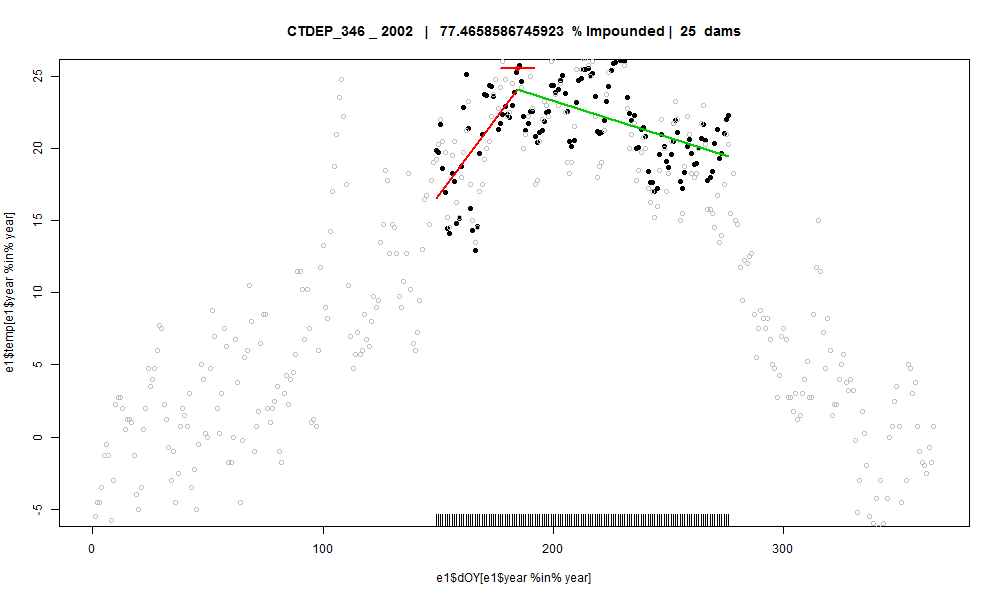 CTDEP_346 _ 2002 | 77.4658586745923 % Impounded | 25 dams
25
20
15
10
5
0
-5
e1$temp[e1$year %in% year]
0 100 200 300
e1$dOY[e1$year %in% year]